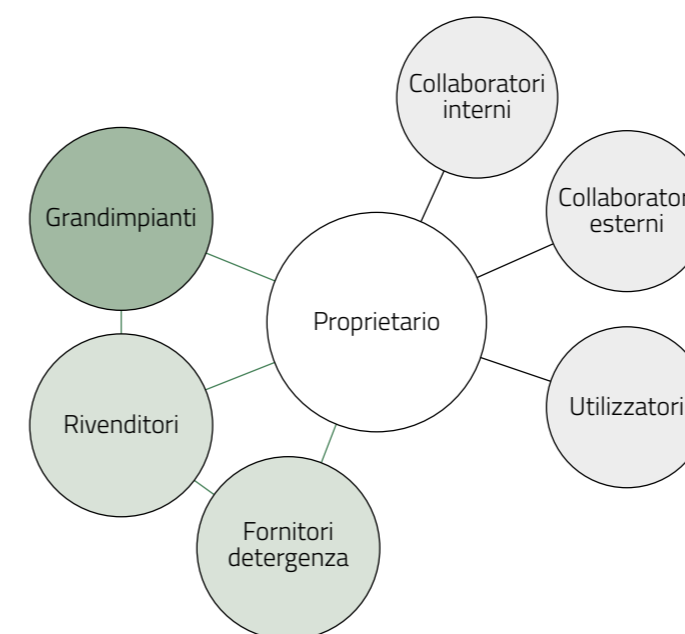 Collaboratori
interni
Grandimpianti
Collaborator
esterni
Proprietario
Rivenditori
Utilizzatori
Fornitori
detergenza